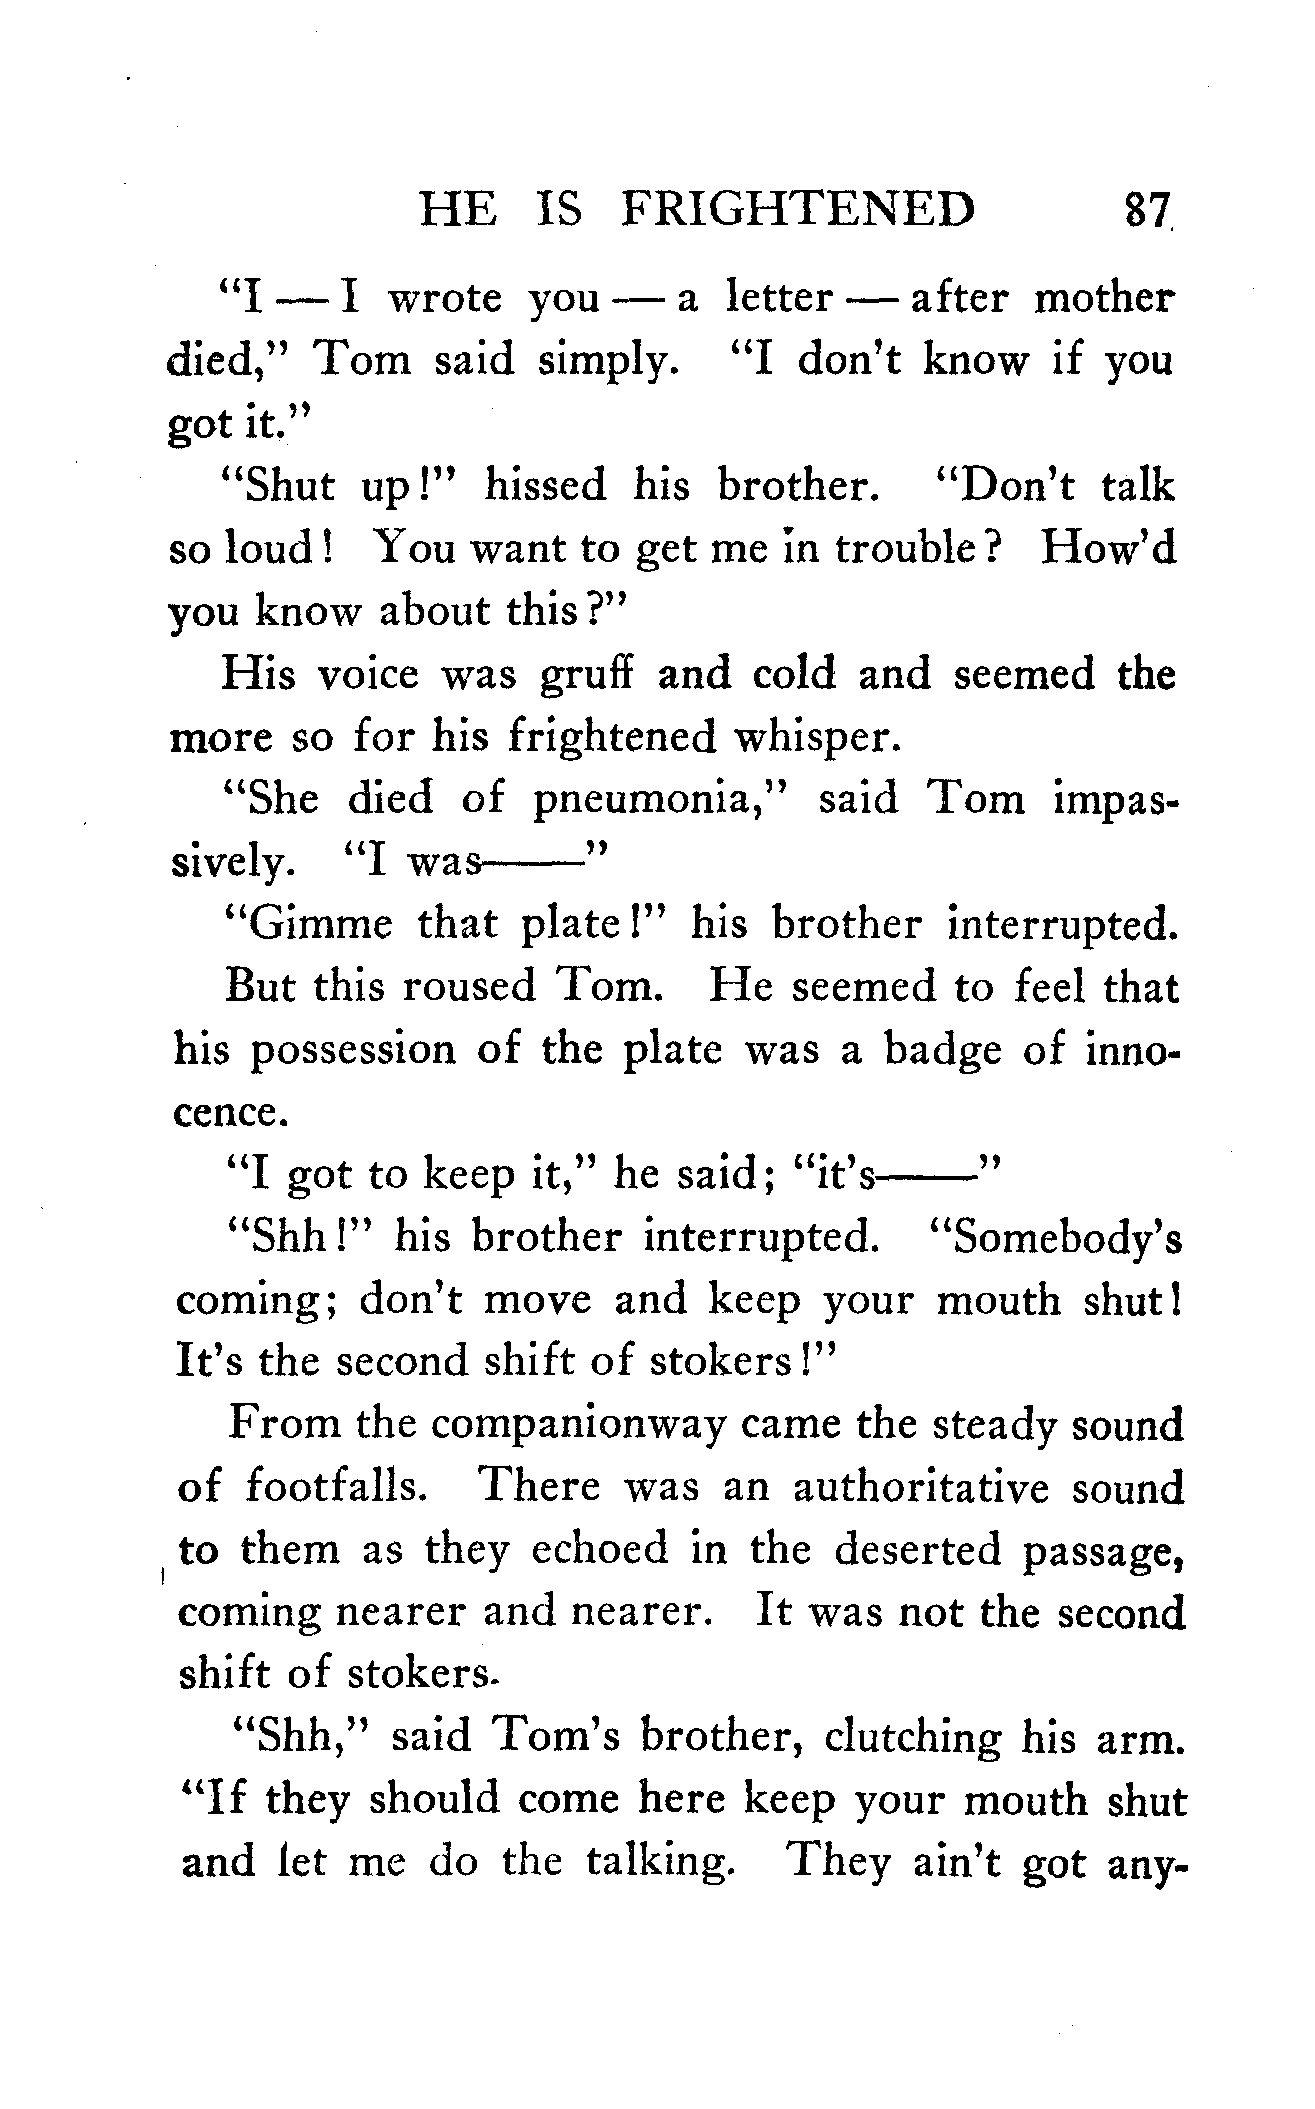 HE IS FRIGHTENED 87
"I — I wrote you — a letter — after mother
died," Tom said simply. "I don't know if you
got it."
"Shut up!" hissed his brother. "Don't talk
so loud! You want to get me in trouble? How'd
you know about this?"
His voice was gruff and cold and seemed the
more so for his frightened whisper.
"She died of pneumonia," said Tom impas-
sively. "I was——"
"Gimme that plate!" his brother interrupted.
But this roused Tom. He seemed to feel that
his possession of the plate was a badge of inno-
cence.
"I got to keep it," he said; "it's——"
"Shh!" his brother interrupted. "Somebody's
coming; don't move and keep your mouth shut!
It's the second shift of stokers!"
From the companionway came the steady sound
of footfalls. There was an authoritative sound
to them as they echoed in the deserted passage,
coming nearer and nearer. It was not the second
shift of stokers.
"Shh," said Tom's brother, clutching his arm.
"If they should come here keep your mouth shut
and let me do the talking. They ain't got any-